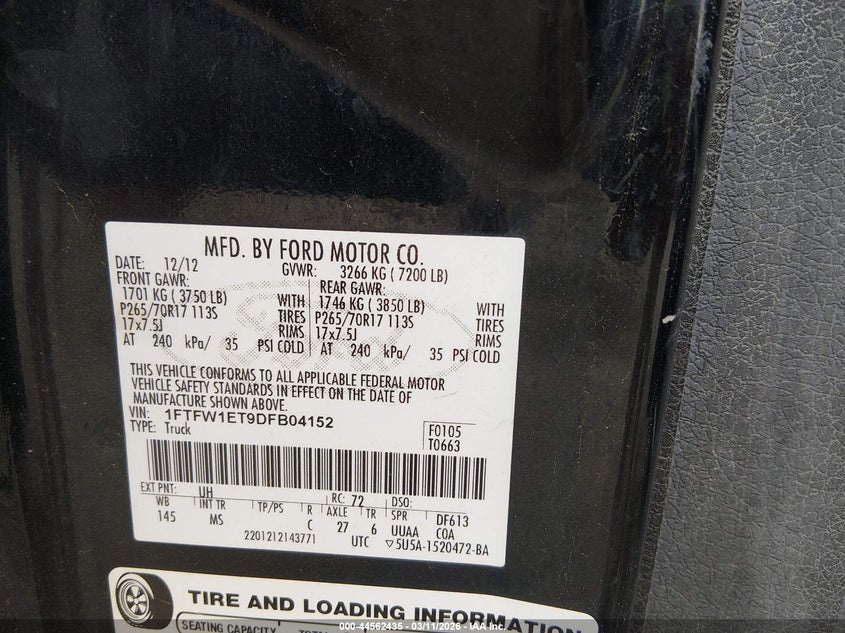 MFD. BY FORD MOTOR CO.
DATE: 12/12 GVWR: 3266 KG ( 7200 LB)
FRONT GAWR: REAR GAWR:
1701 KG ( 3750 LB) WITH 1746 KG ( 3850 LB) WITH
P265/70R17 113S TIRES P265/70R17 113S TIRES
17x7.5J RIMS 17x7.5J RIMS
AT 240 kPa/ 35 PSI COLD AT 240 kPa/ 35 PSI COLD
THIS VEHICLE CONFORMS TO ALL APPLICABLE FEDERAL MOTOR
VEHICLE SAFETY STANDARDS IN EFFECT ON THE DATE OF
MANUFACTURE SHOWN ABOVE.
VIN: 1FTFW1ET9DFB04152 F0105
TYPE: Truck T0663
EXT PNT: UH RC: 72 DSO:
WB INT TR TP/PS R AXLE TR SPR DF613
145 MS C 27 6 UUAA COA
2201212143771 UTC ▽5U5A-1520472-BA
TIRE AND LOADING INFORMATION
SEATING CAPACITY
000-44562435 - 03/11/2026 - IAA Inc.